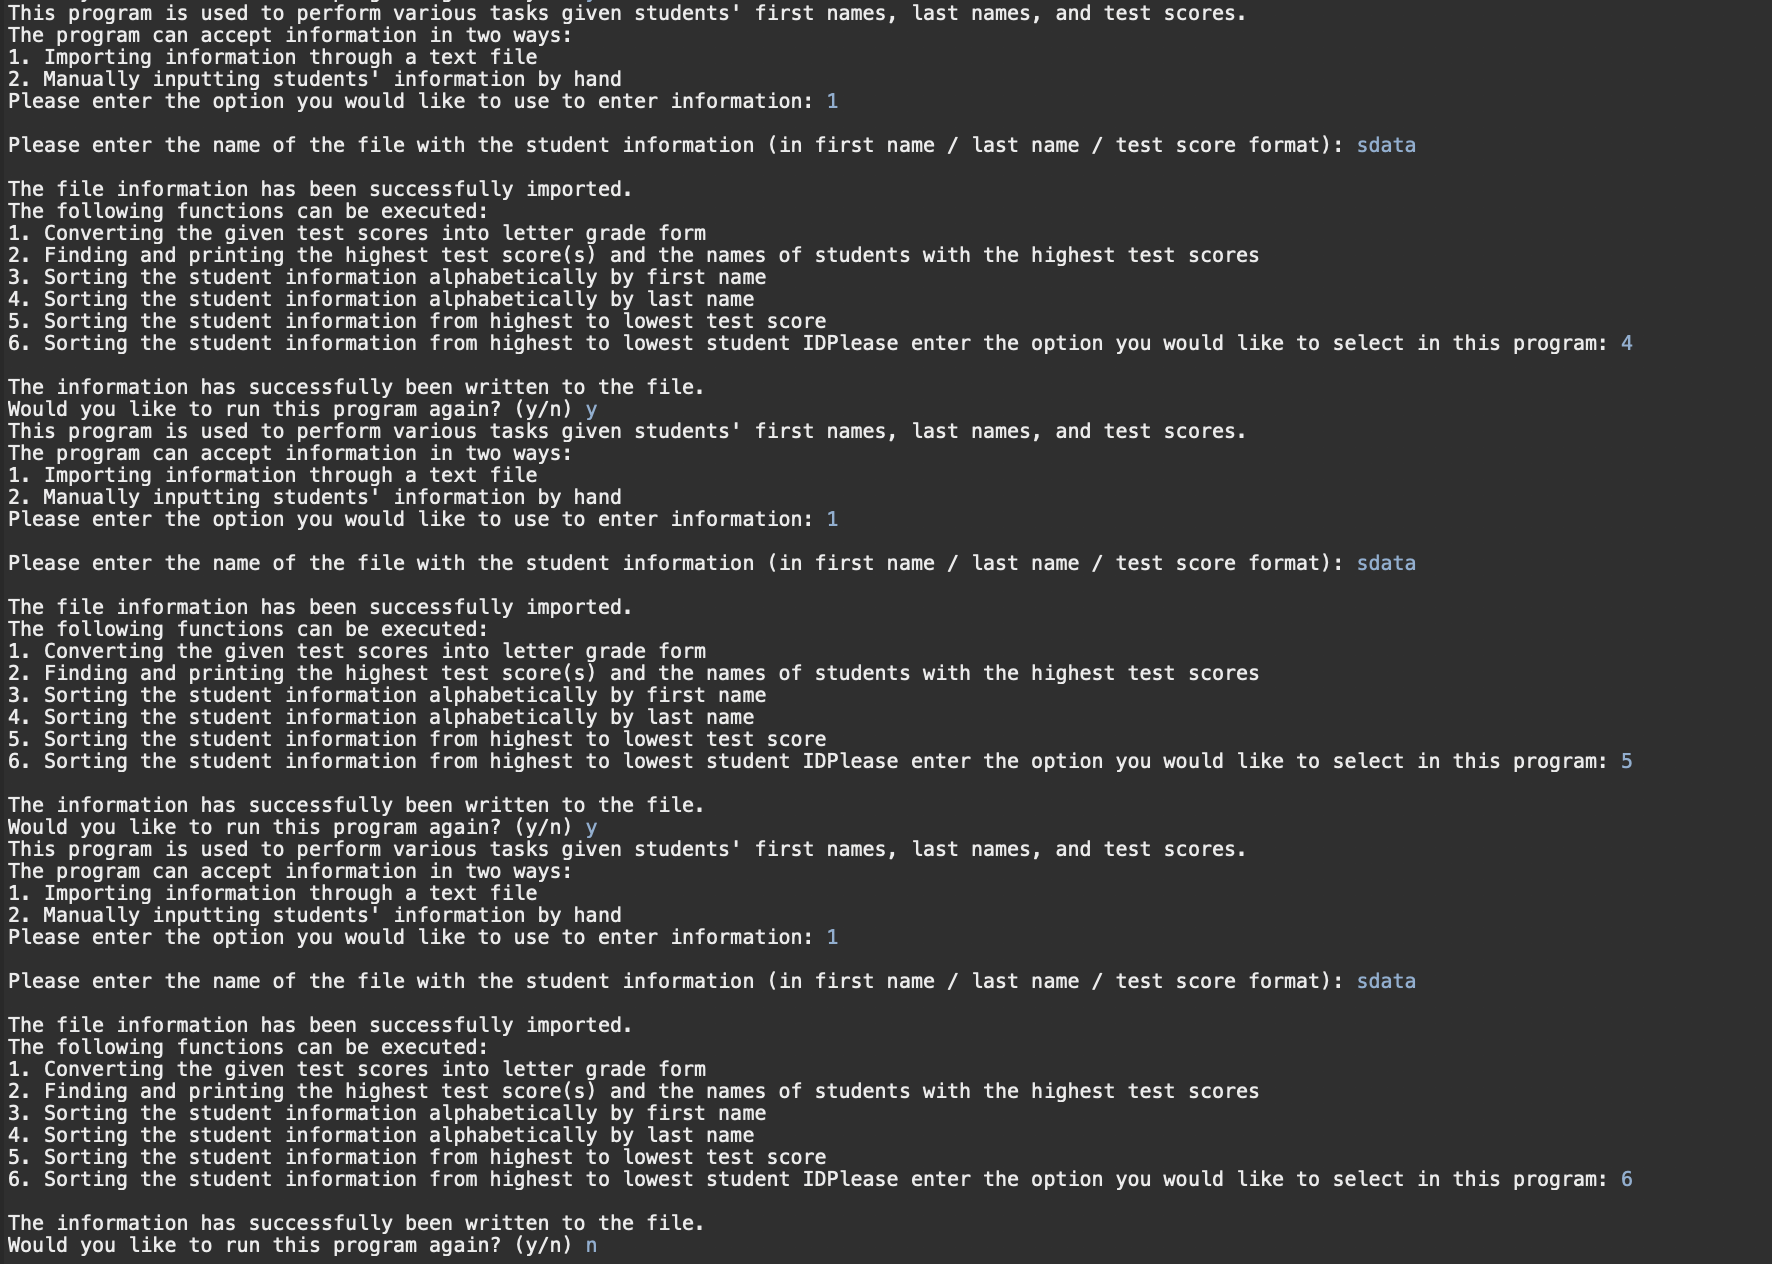 This program is used to perform various tasks given students' first names, last names, and test scores.
The program can accept information in two ways:
1. Importing information through a text file
2. Manually inputting students' information by hand
Please enter the option you would like to use to enter information: 1
Please enter the name of the file with the student information (in first name / last name / test score format): sdata
The file information has been successfully imported.
The following functions can be executed:
1. Converting the given test scores into letter grade form
2. Finding and printing the highest test score(s) and the names of students with the highest test scores
3. Sorting the student information alphabetically by first name
4. Sorting the student information alphabetically by last name
5. Sorting the student information from highest to lowest test score
6. Sorting the student information from highest to lowest student IDPlease enter the option you would like to select in this program: 4
The information has successfully been written to the file.
Would you like to run this program again? (y/n) y
This program is used to perform various tasks given students' first names, last names, and test scores.
The program can accept information in two ways:
1. Importing information through a text file
2. Manually inputting students' information by hand
Please enter the option you would like to use to enter information: 1
Please enter the name of the file with the student information (in first name / last name / test score format): sdata
The file information has been successfully imported.
The following functions can be executed:
1. Converting the given test scores into letter grade form
2. Finding and printing the highest test score(s) and the names of students with the highest test scores
3. Sorting the student information alphabetically by first name
4. Sorting the student information alphabetically by last name
5. Sorting the student information from highest to lowest test score
6. Sorting the student information from highest to lowest student IDPlease enter the option you would like to select in this program: 5
The information has successfully been written to the file.
Would you like to run this program again? (y/n) y
This program is used to perform various tasks given students' first names, last names, and test scores.
The program can accept information in two ways:
1. Importing information through a text file
2. Manually inputting students' information by hand
Please enter the option you would like to use to enter information: 1
Please enter the name of the file with the student information (in first name / last name / test score format): sdata
The file information has been successfully imported.
The following functions can be executed:
1. Converting the given test scores into letter grade form
2. Finding and printing the highest test score(s) and the names of students with the highest test scores
3. Sorting the student information alphabetically by first name
4. Sorting the student information alphabetically by last name
5. Sorting the student information from highest to lowest test score
6. Sorting the student information from highest to lowest student IDPlease enter the option you would like to select in this program: 6
The information has successfully been written to the file.
Would you like to run this program again? (y/n) n